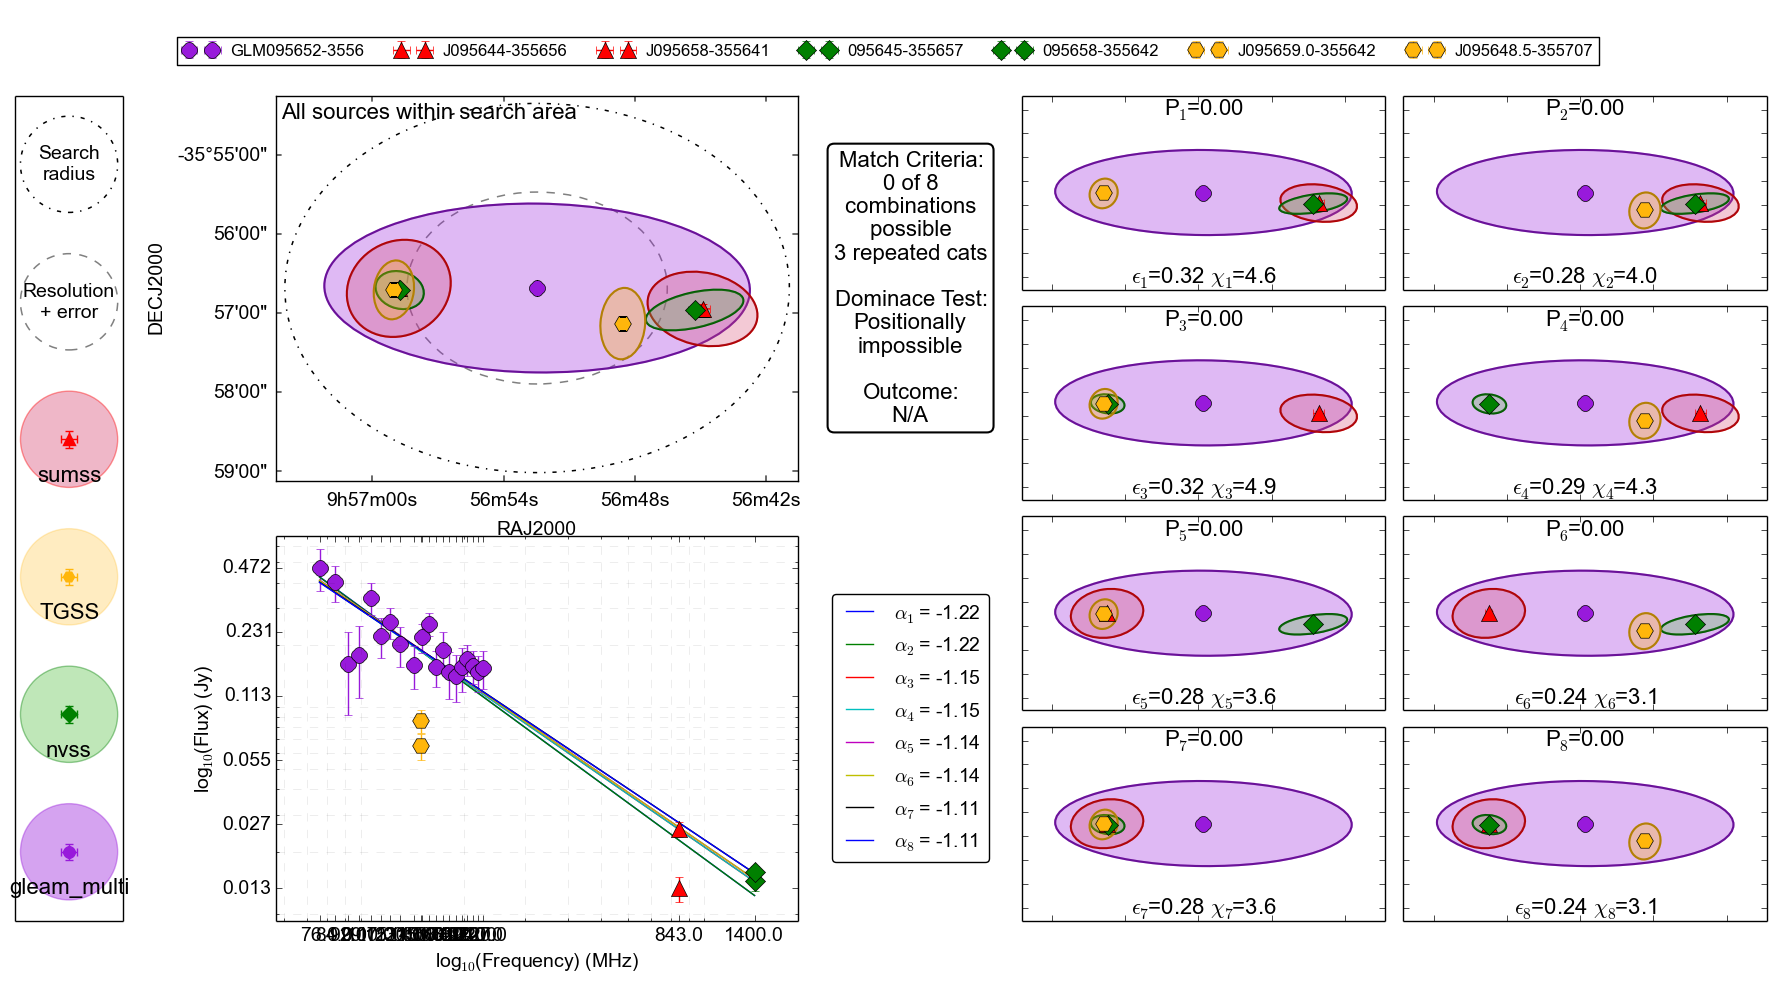 GLM095652-3556 J095644-355656 J095658-355641 095645-355657 095658-355642 J095659.0-355642 J095648.5-355707
Search
radius
Resolution
+ error
sumss
TGSS
nvss
gleam_multi
All sources within search area
DECJ2000
-35°55'00"
56'00"
57'00"
58'00"
59'00"
9h57m00s 56m54s 56m48s 56m42s
RAJ2000
Match Criteria:
0 of 8
combinations
possible
3 repeated cats
Dominace Test:
Positionally
impossible
Outcome:
N/A
log₁₀(Flux) (Jy)
0.472
0.231
0.113
0.055
0.027
0.013
843.0 1400.0
log₁₀(Frequency) (MHz)
α₁ = -1.22
α₂ = -1.22
α₃ = -1.15
α₄ = -1.15
α₅ = -1.14
α₆ = -1.14
α₇ = -1.11
α₈ = -1.11
P₁=0.00
ϵ₁=0.32 χ₁=4.6
P₂=0.00
ϵ₂=0.28 χ₂=4.0
P₃=0.00
ϵ₃=0.32 χ₃=4.9
P₄=0.00
ϵ₄=0.29 χ₄=4.3
P₅=0.00
ϵ₅=0.28 χ₅=3.6
P₆=0.00
ϵ₆=0.24 χ₆=3.1
P₇=0.00
ϵ₇=0.28 χ₇=3.6
P₈=0.00
ϵ₈=0.24 χ₈=3.1